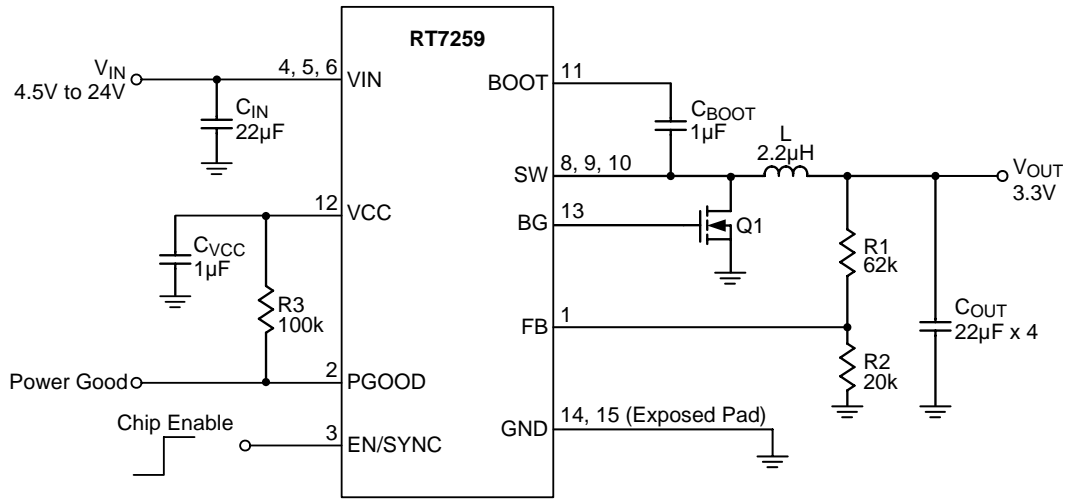 RT7259
V_IN
4.5V to 24V
4, 5, 6
VIN
C_IN
22µF
BOOT
11
C_BOOT
1µF
L
2.2µH
SW
8, 9, 10
V_OUT
3.3V
12
VCC
C_VCC
1µF
BG
13
Q1
R1
62k
R3
100k
FB
1
C_OUT
22µF x 4
R2
20k
Power Good
2
PGOOD
Chip Enable
3
EN/SYNC
GND
14, 15 (Exposed Pad)